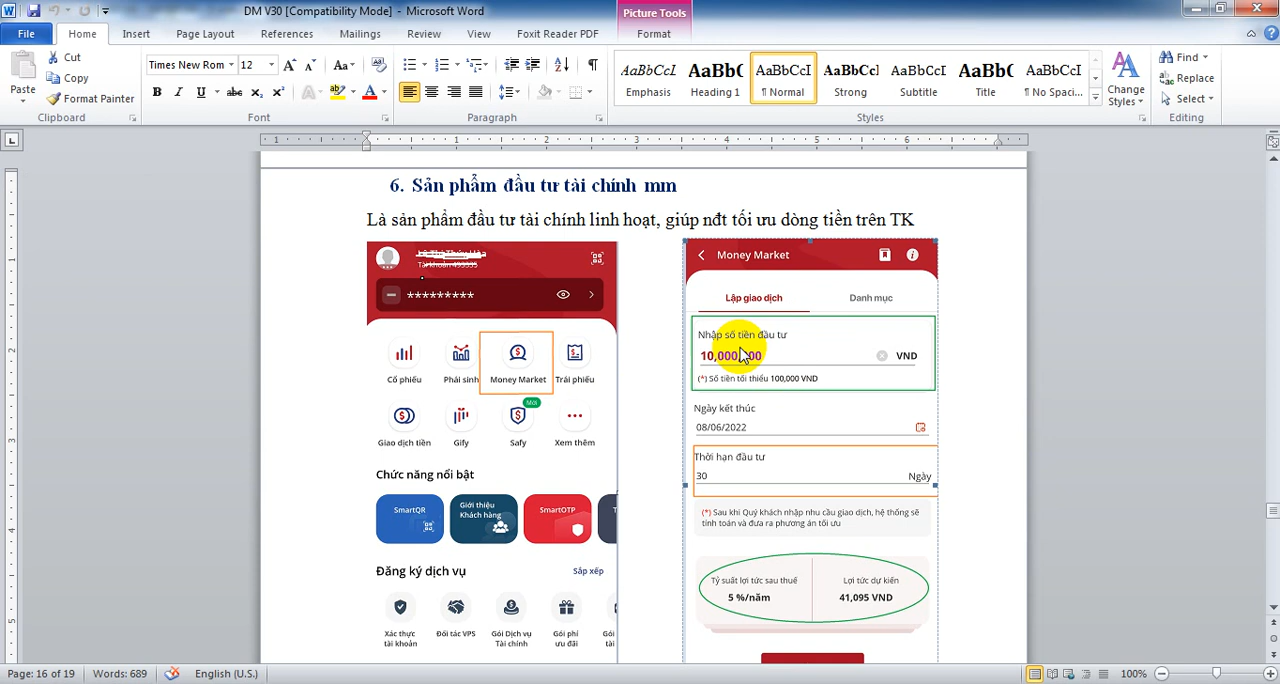 DM V30 [Compatibility Mode] - Microsoft Word
Picture Tools
File Home Insert Page Layout References Mailings Review View Foxit Reader PDF Format
Paste
Cut
Copy
Format Painter
Clipboard
Times New Rom 12
Font
Paragraph
AaBbCcI Emphasis
AaBb( Heading 1
AaBbCcI ¶ Normal
AaBbCcl Strong
AaBbCcI Subtitle
AaBb( Title
AaBbCcI ¶ No Spaci...
Change Styles
Styles
Find
Replace
Select
Editing
6. Sản phẩm đầu tư tài chính mm
Là sản phẩm đầu tư tài chính linh hoạt, giúp nđt tối ưu dòng tiền trên TK
*********
Cổ phiếu Phái sinh Money Market Trái phiếu
Mới
Giao dịch tiền Gify Safy Xem thêm
Chức năng nổi bật
SmartQR
Giới thiệu
Khách hàng
SmartOTP
Đăng ký dịch vụ Sắp xếp
Xác thực
tài khoản
Đối tác VPS
Gói Dịch vụ
Tài chính
Gói phí
ưu đãi
Money Market
Lập giao dịch Danh mục
Nhập số tiền đầu tư
10,000,000 VND
(*) Số tiền tối thiểu 100,000 VND
Ngày kết thúc
08/06/2022
Thời hạn đầu tư
30 Ngày
(*) Sau khi Quý khách nhập nhu cầu giao dịch, hệ thống sẽ
tính toán và đưa ra phương án tối ưu
Tỷ suất lợi tức sau thuế Lợi tức dự kiến
5 %/năm 41,095 VND
Page: 16 of 19 Words: 689 English (U.S.) 100%